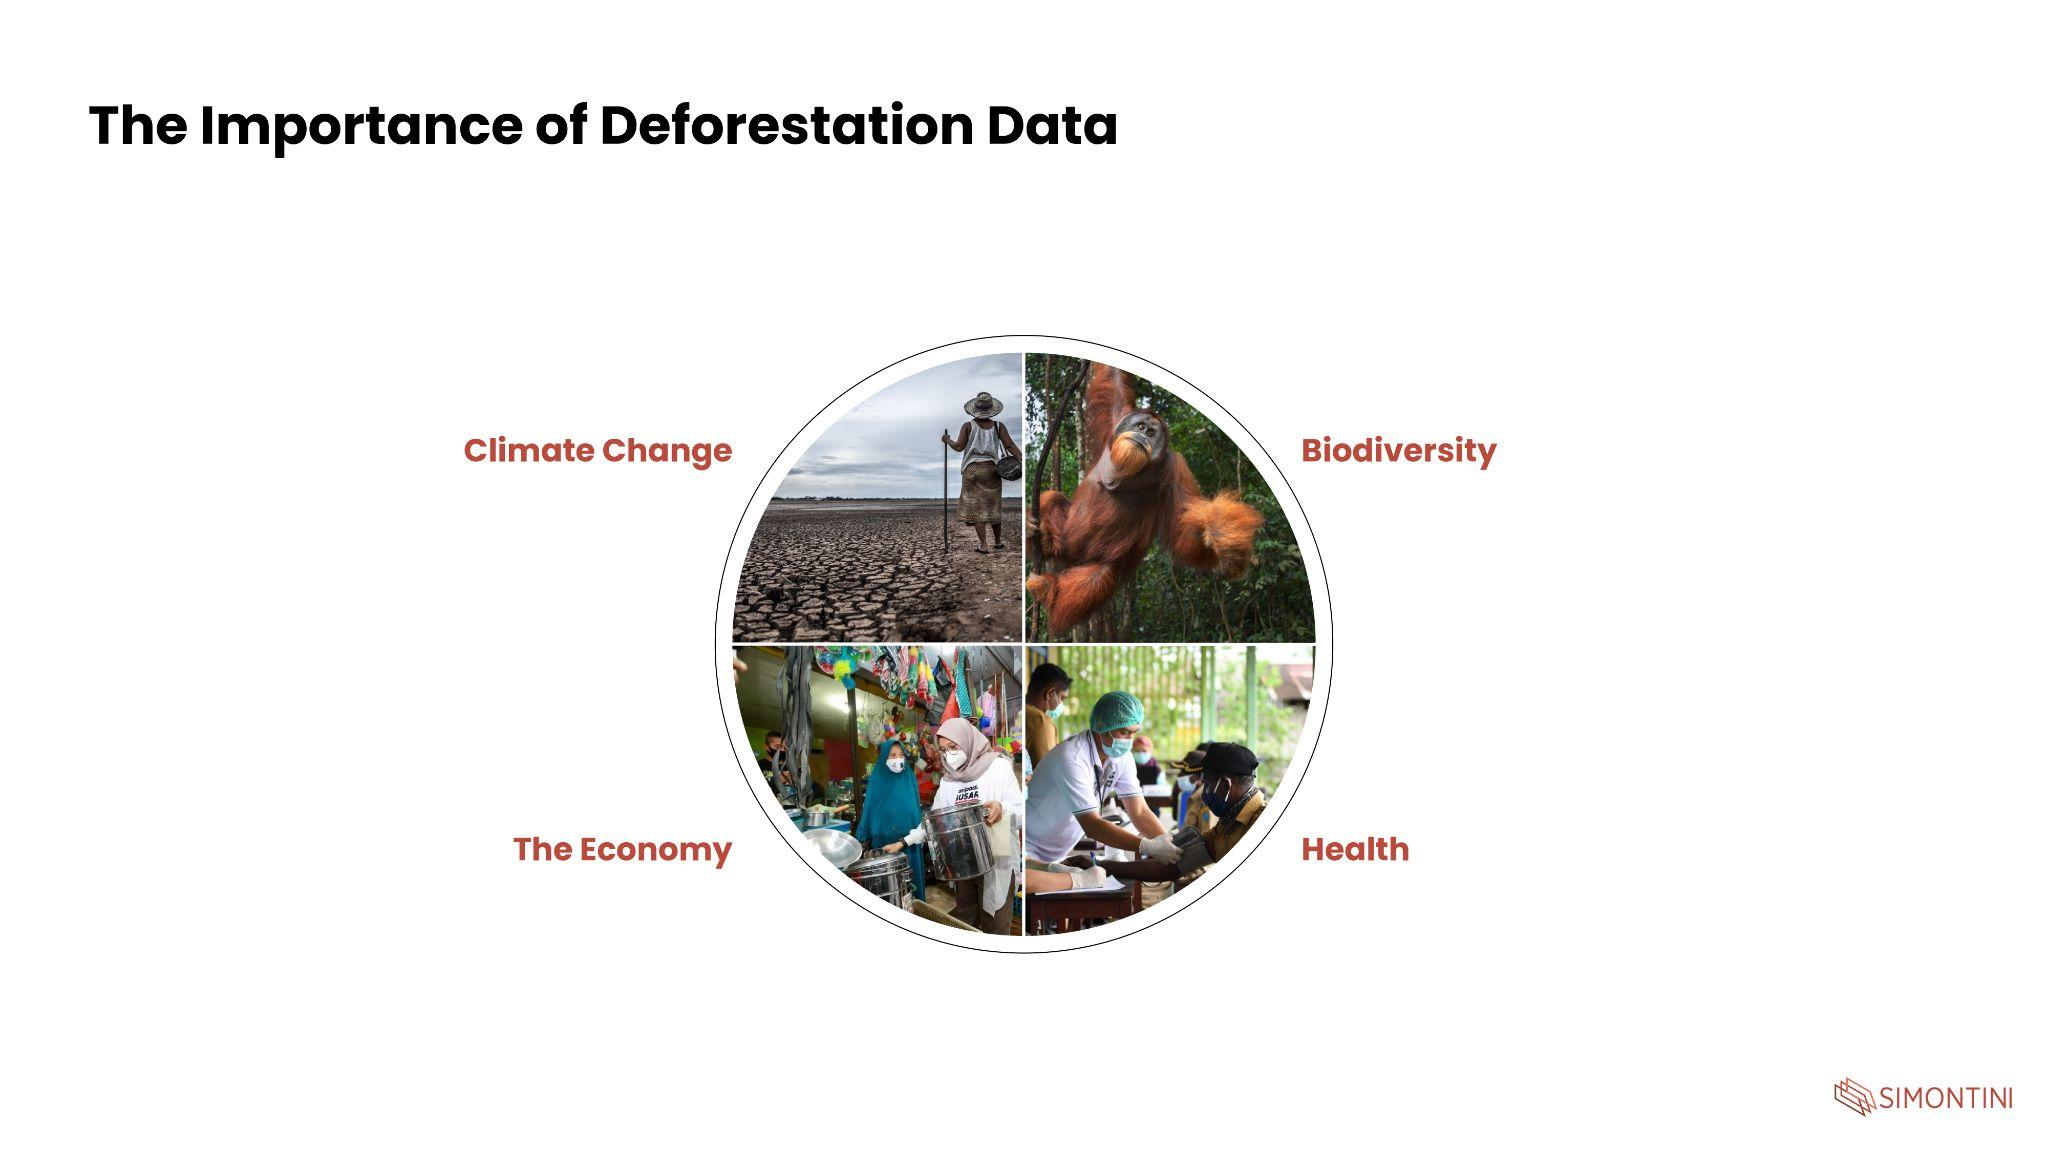 The Importance of Deforestation Data
Climate Change
Biodiversity
The Economy
Health
SIMONTINI